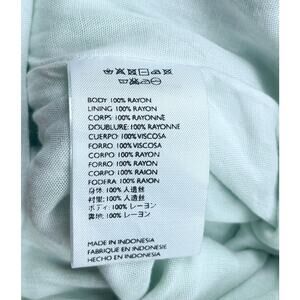 BODY: 100% RAYON
LINING: 100% RAYON
CORPS: 100% RAYONNE
DOUBLURE: 100% RAYONNE
CUERPO: 100% VISCOSA
FORRO: 100% VISCOSA
CORPO: 100% RAYON
FORRO: 100% RAYON
CORPO: 100% RAION
FODERA: 100% RAION
身体: 100% 人造丝
衬里: 100% 人造丝
ボディ: 100% レーヨン
裏地: 100% レーヨン
MADE IN INDONESIA
FABRIQUE EN INDONESIE
HECHO EN INDONESIA